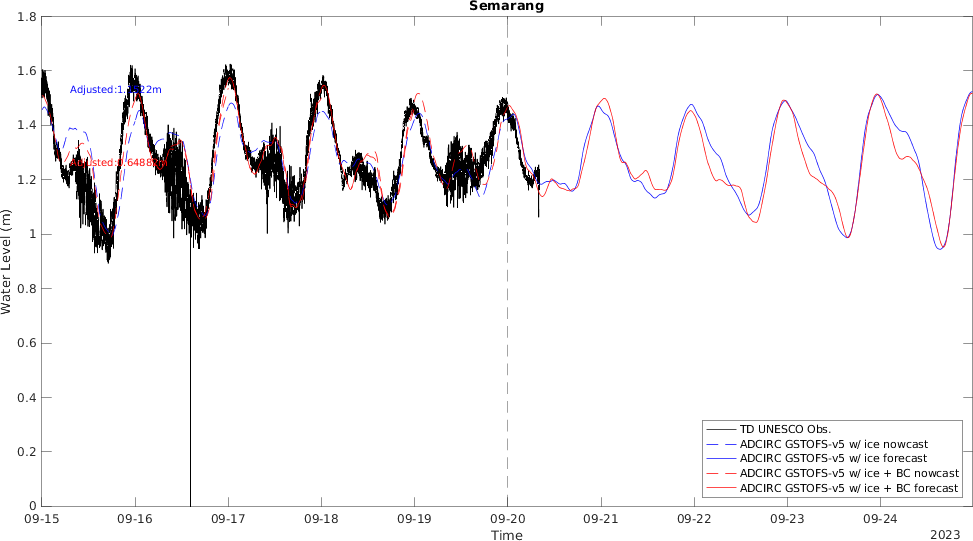 Semarang
1.8
1.6
1.4
1.2
1
0.8
0.6
0.4
0.2
0
Water Level (m)
09-15
09-16
09-17
09-18
09-19
09-20
09-21
09-22
09-23
09-24
Time
2023
TD UNESCO Obs.
ADCIRC GSTOFS-v5 w/ ice nowcast
ADCIRC GSTOFS-v5 w/ ice forecast
ADCIRC GSTOFS-v5 w/ ice + BC nowcast
ADCIRC GSTOFS-v5 w/ ice + BC forecast